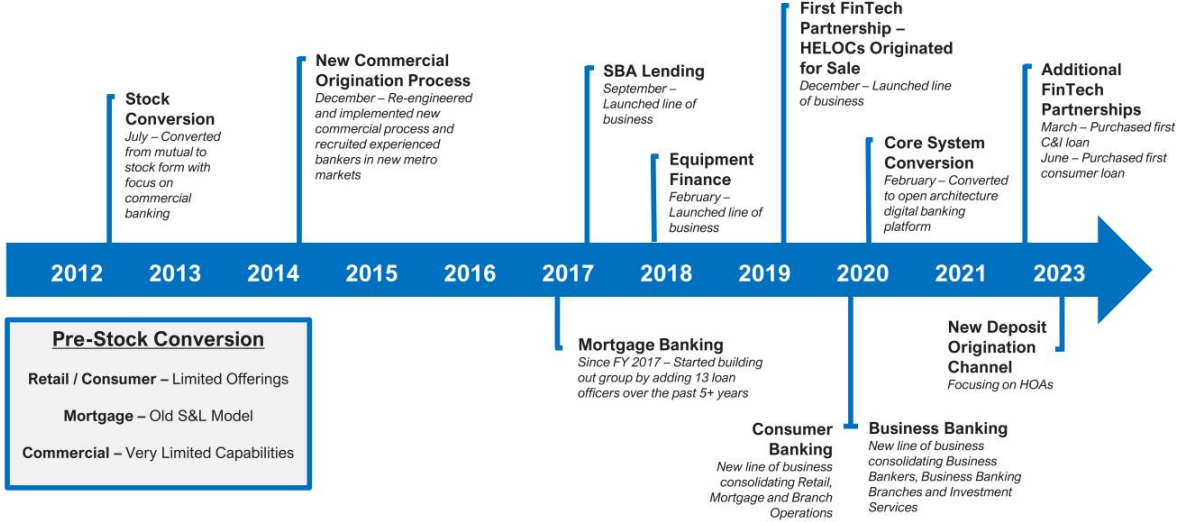 Stock
Conversion
July – Converted
from mutual to
stock form with
focus on
commercial
banking
New Commercial
Origination Process
December – Re-engineered
and implemented new
commercial process and
recruited experienced
bankers in new metro
markets
SBA Lending
September –
Launched line of
business
Equipment
Finance
February –
Launched line of
business
First FinTech
Partnership –
HELOCs Originated
for Sale
December – Launched line
of business
Core System
Conversion
February – Converted
to open architecture
digital banking
platform
Additional
FinTech
Partnerships
March – Purchased first
C&I loan
June – Purchased first
consumer loan
2012 2013 2014 2015 2016 2017 2018 2019 2020 2021 2023
Pre-Stock Conversion
Retail / Consumer – Limited Offerings
Mortgage – Old S&L Model
Commercial – Very Limited Capabilities
Mortgage Banking
Since FY 2017 – Started building
out group by adding 13 loan
officers over the past 5+ years
Consumer
Banking
New line of business
consolidating Retail,
Mortgage and Branch
Operations
Business Banking
New line of business
consolidating Business
Bankers, Business Banking
Branches and Investment
Services
New Deposit
Origination
Channel
Focusing on HOAs